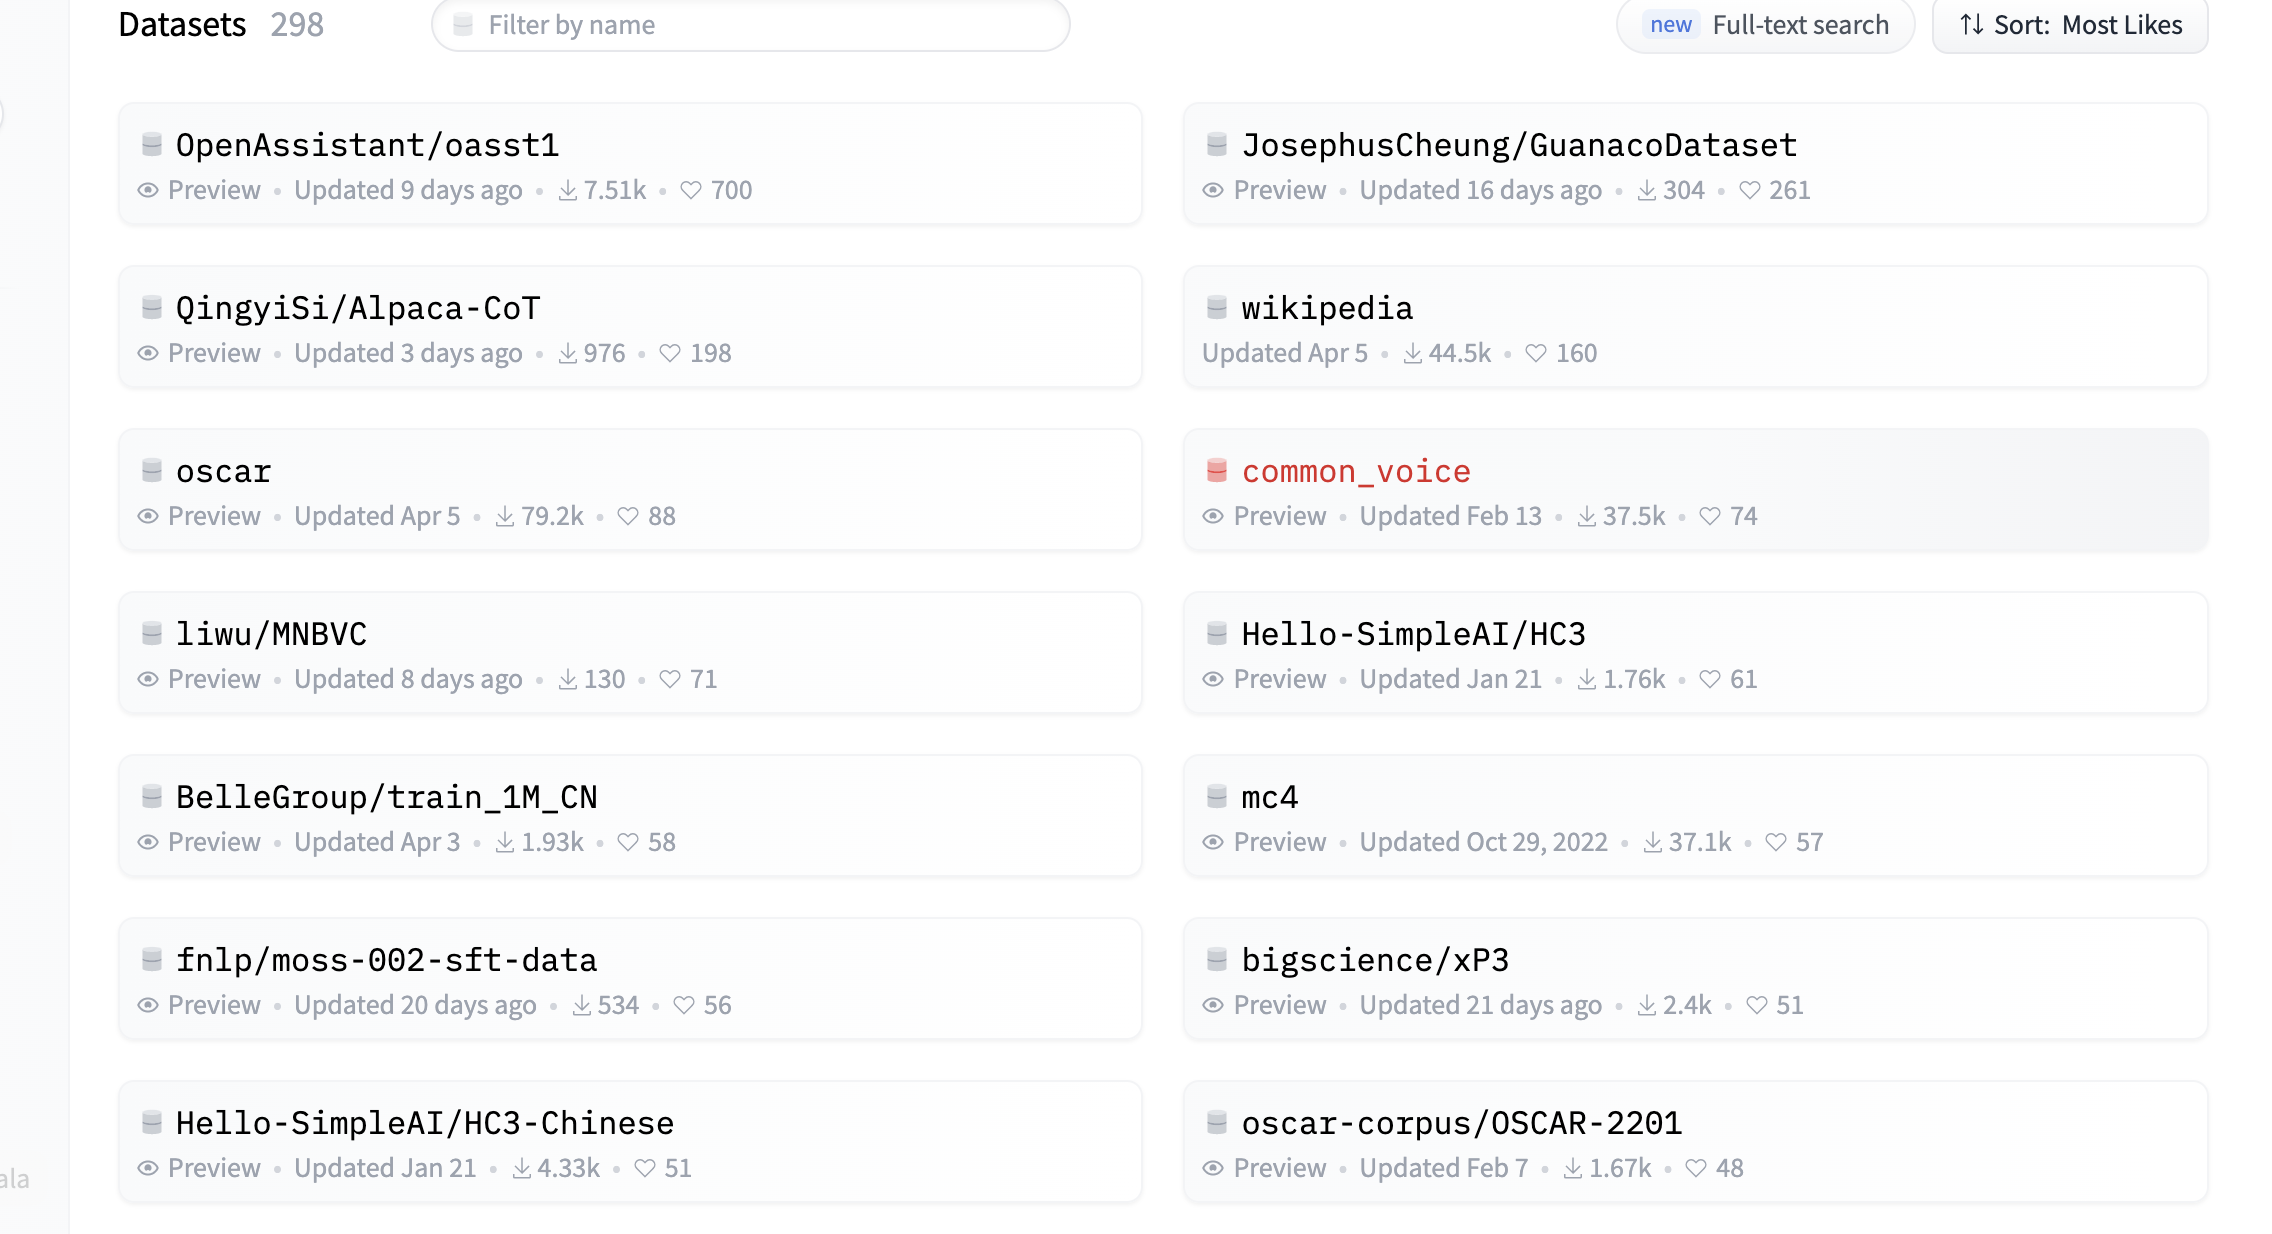 Datasets 298 Filter by name new Full-text search Sort: Most Likes
OpenAssistant/oasst1
Preview • Updated 9 days ago • 7.51k • 700
JosephusCheung/GuanacoDataset
Preview • Updated 16 days ago • 304 • 261
QingyiSi/Alpaca-CoT
Preview • Updated 3 days ago • 976 • 198
wikipedia
Updated Apr 5 • 44.5k • 160
oscar
Preview • Updated Apr 5 • 79.2k • 88
common_voice
Preview • Updated Feb 13 • 37.5k • 74
liwu/MNBVC
Preview • Updated 8 days ago • 130 • 71
Hello-SimpleAI/HC3
Preview • Updated Jan 21 • 1.76k • 61
BelleGroup/train_1M_CN
Preview • Updated Apr 3 • 1.93k • 58
mc4
Preview • Updated Oct 29, 2022 • 37.1k • 57
fnlp/moss-002-sft-data
Preview • Updated 20 days ago • 534 • 56
bigscience/xP3
Preview • Updated 21 days ago • 2.4k • 51
Hello-SimpleAI/HC3-Chinese
Preview • Updated Jan 21 • 4.33k • 51
oscar-corpus/OSCAR-2201
Preview • Updated Feb 7 • 1.67k • 48